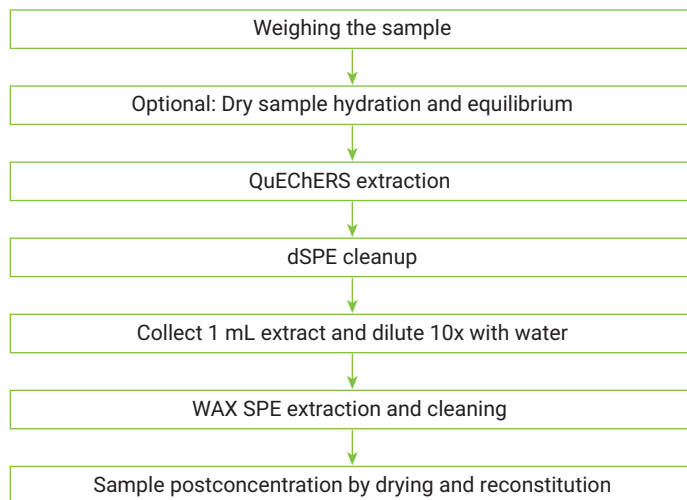 Weighing the sample
Optional: Dry sample hydration and equilibrium
QuEChERS extraction
dSPE cleanup
Collect 1 mL extract and dilute 10x with water
WAX SPE extraction and cleaning
Sample postconcentration by drying and reconstitution